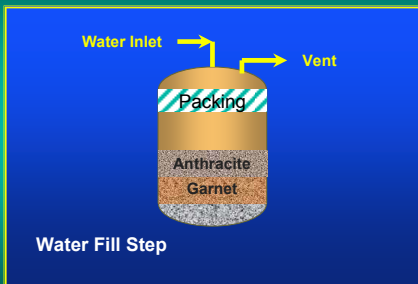 Water Inlet
Vent
Packing
Anthracite
Garnet
Water Fill Step